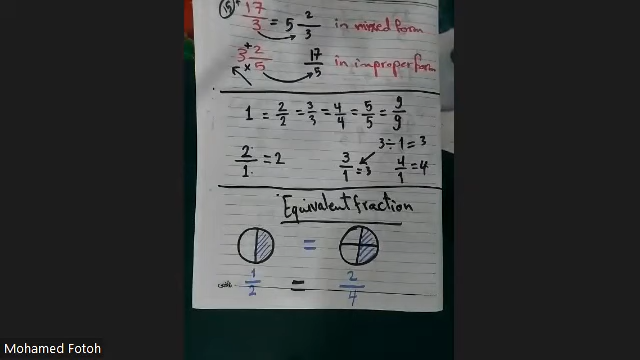 ⑤ 17/3 = 5 2/3 in mixed form
3 2/5 17/5 in improper form
1 = 2/2 = 3/3 = 4/4 = 5/5 = 9/9
3 ÷ 1 = 3
2/1 = 2 3/1 = 3 4/1 = 4
Equivalent fraction
=
1/2 = 2/4
Mohamed Fotoh